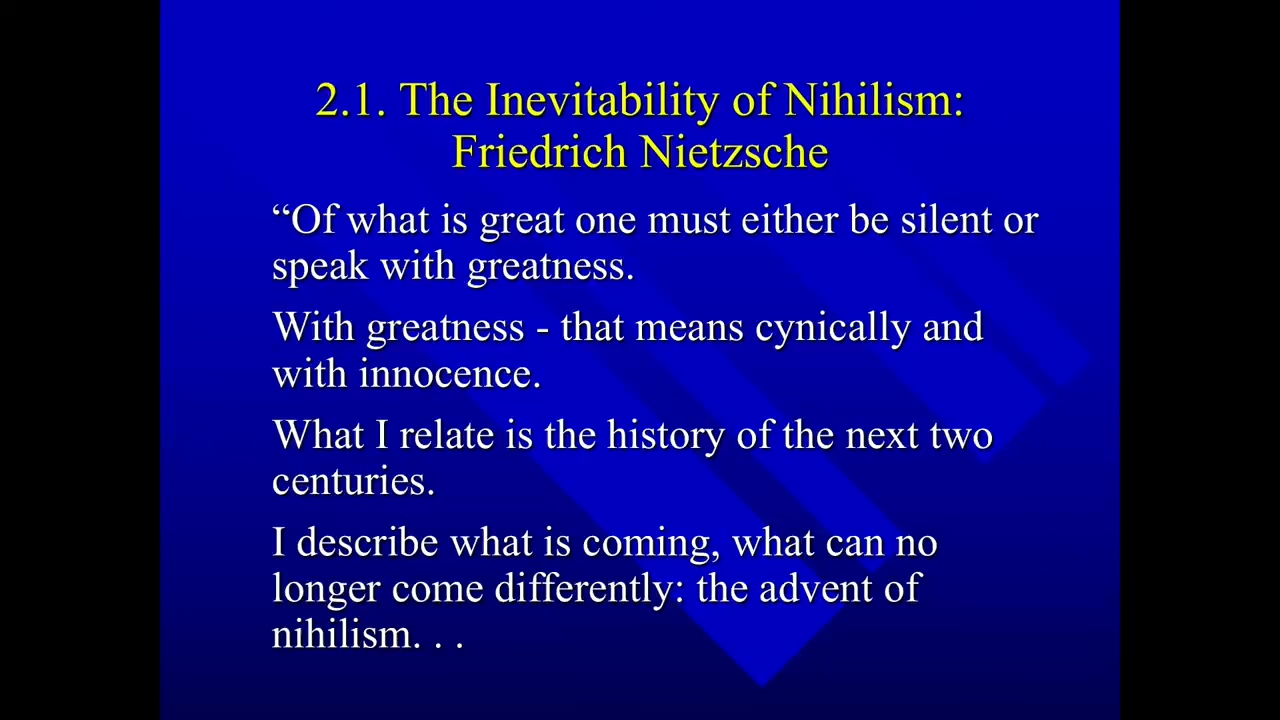 2.1. The Inevitability of Nihilism:
Friedrich Nietzsche
“Of what is great one must either be silent or
speak with greatness.
With greatness - that means cynically and
with innocence.
What I relate is the history of the next two
centuries.
I describe what is coming, what can no
longer come differently: the advent of
nihilism. . .